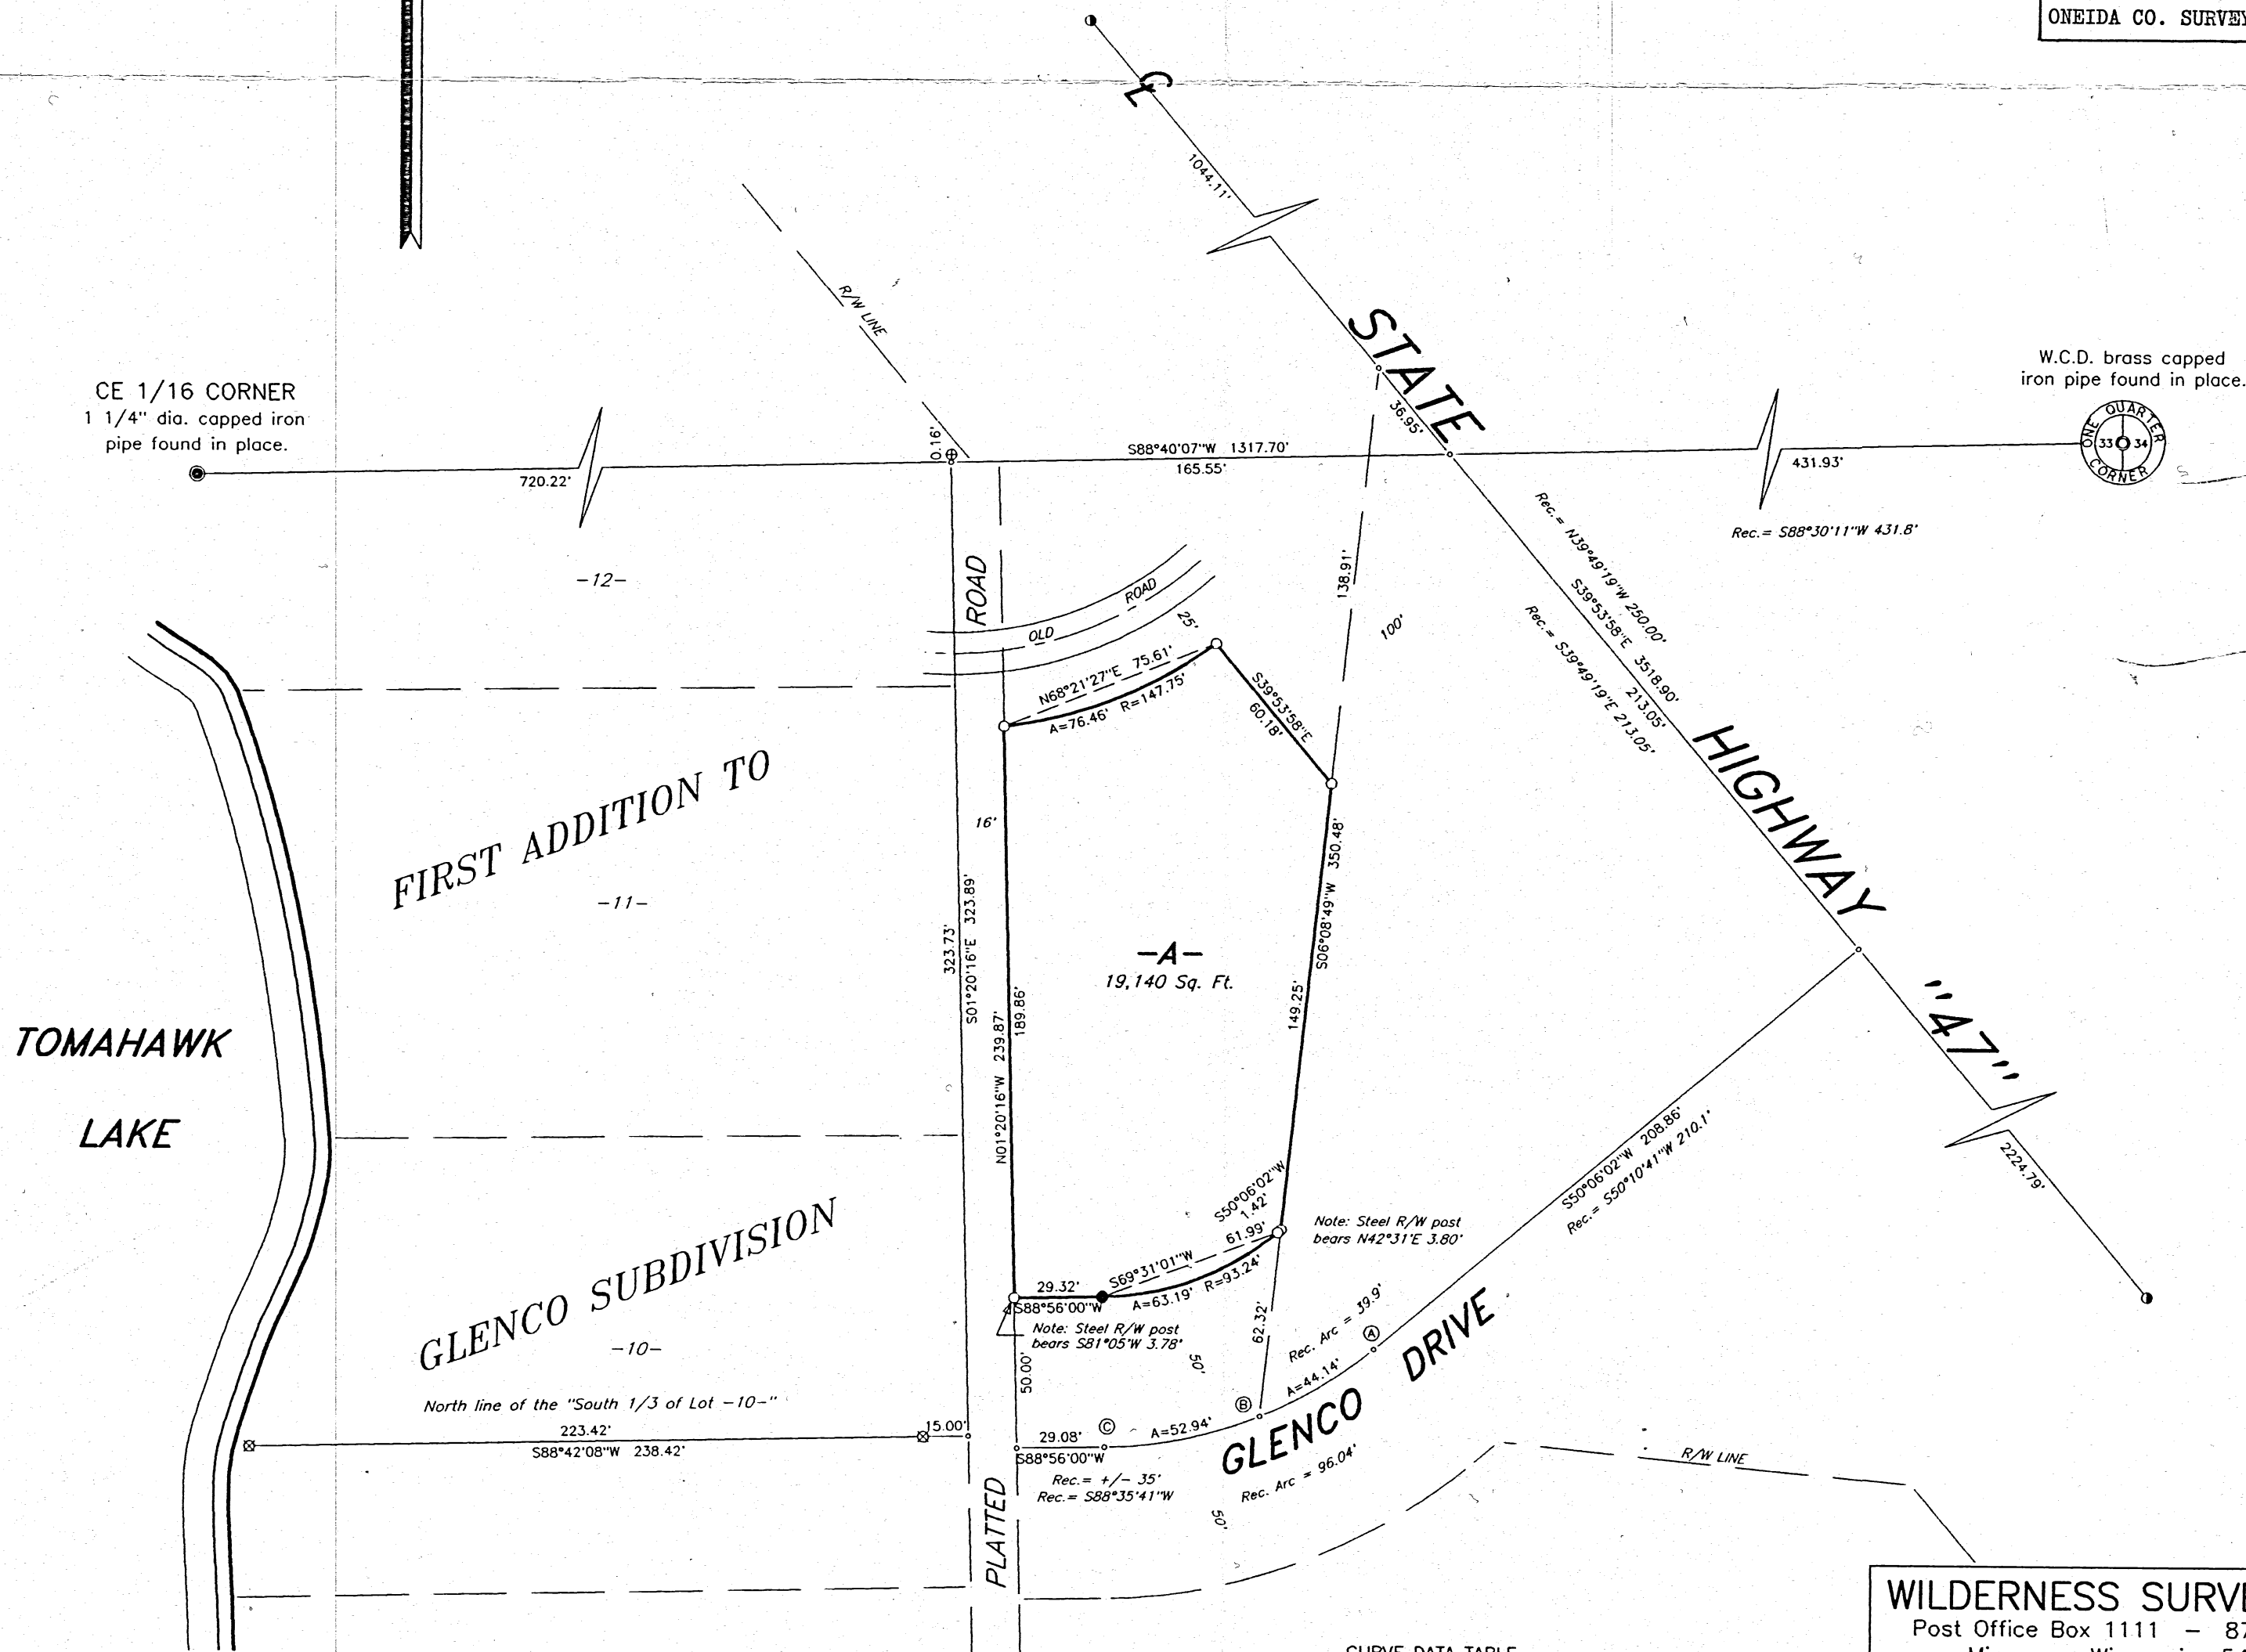 ONEIDA CO. SURVEY
℄
1044.11'
R/W LINE
STATE
36.95'
W.C.D. brass capped
iron pipe found in place.
ONE QUARTER CORNER
33 34
CE 1/16 CORNER
1 1/4" dia. capped iron
pipe found in place.
0.16'
S88°40'07"W 1317.70'
165.55'
720.22'
431.93'
Rec.= S88°30'11"W 431.8'
Rec.= N39°49'19"W 250.00'
S39°53'58"E 3518.90'
213.05'
Rec.= S39°49'19"E 213.05'
-12-
ROAD
OLD ROAD
25'
138.91'
100'
N68°21'27"E 75.61'
A=76.46' R=147.75'
S39°53'58"E
60.18'
HIGHWAY
FIRST ADDITION TO
16'
-11-
323.73'
S01°20'16"E 323.89'
S06°08'49"W 350.48'
149.25'
-A-
19,140 Sq. Ft.
N01°20'16"W 239.87'
189.86'
"47"
TOMAHAWK
LAKE
2224.79'
S50°06'02"W 208.86'
Rec.= S50°10'41"W 210.1'
S50°06'02"W
1.42'
61.99'
S69°31'01"W
A=63.19' R=93.24'
Note: Steel R/W post
bears N42°31'E 3.80'
29.32'
S88°56'00"W
Note: Steel R/W post
bears S81°05'W 3.78'
GLENCO SUBDIVISION
-10-
North line of the "South 1/3 of Lot -10-"
223.42'
15.00'
S88°42'08"W 238.42'
50.00'
50'
62.32'
Rec. Arc = 39.9'
A
A=44.14'
B
C
A=52.94'
29.08'
S88°56'00"W
Rec.= +/- 35'
Rec.= S88°35'41"W
GLENCO DRIVE
Rec. Arc = 96.04'
50'
R/W LINE
PLATTED
WILDERNESS SURVE
Post Office Box 1111 - 87
CURVE DATA TABLE